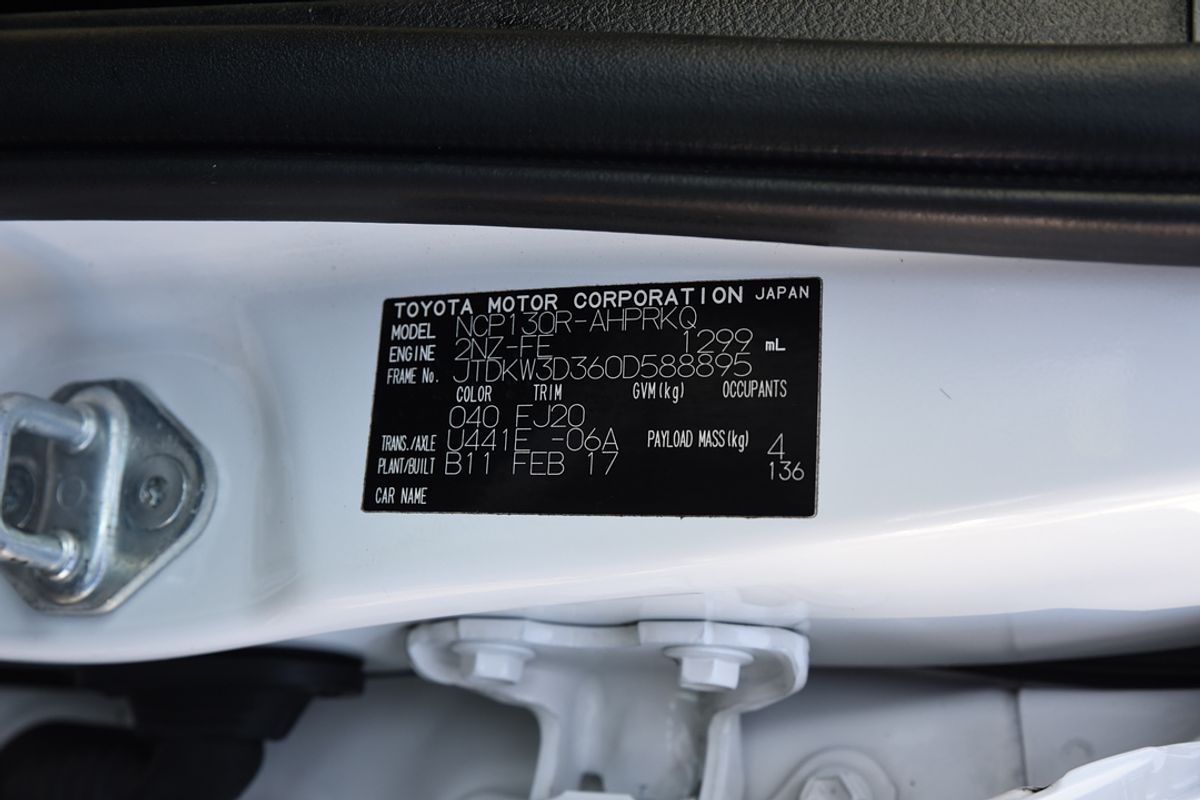 TOYOTA MOTOR CORPORATION JAPAN
MODEL NCP130R-AHPRKQ
ENGINE 2NZ-FE 1299 mL
FRAME No. JTDKW3D360D588895
COLOR TRIM GVM(kg) OCCUPANTS
040 EJ20
TRANS./AXLE U441E -06A PAYLOAD MASS(kg) 4
PLANT/BUILT B11 FEB 17 136
CAR NAME